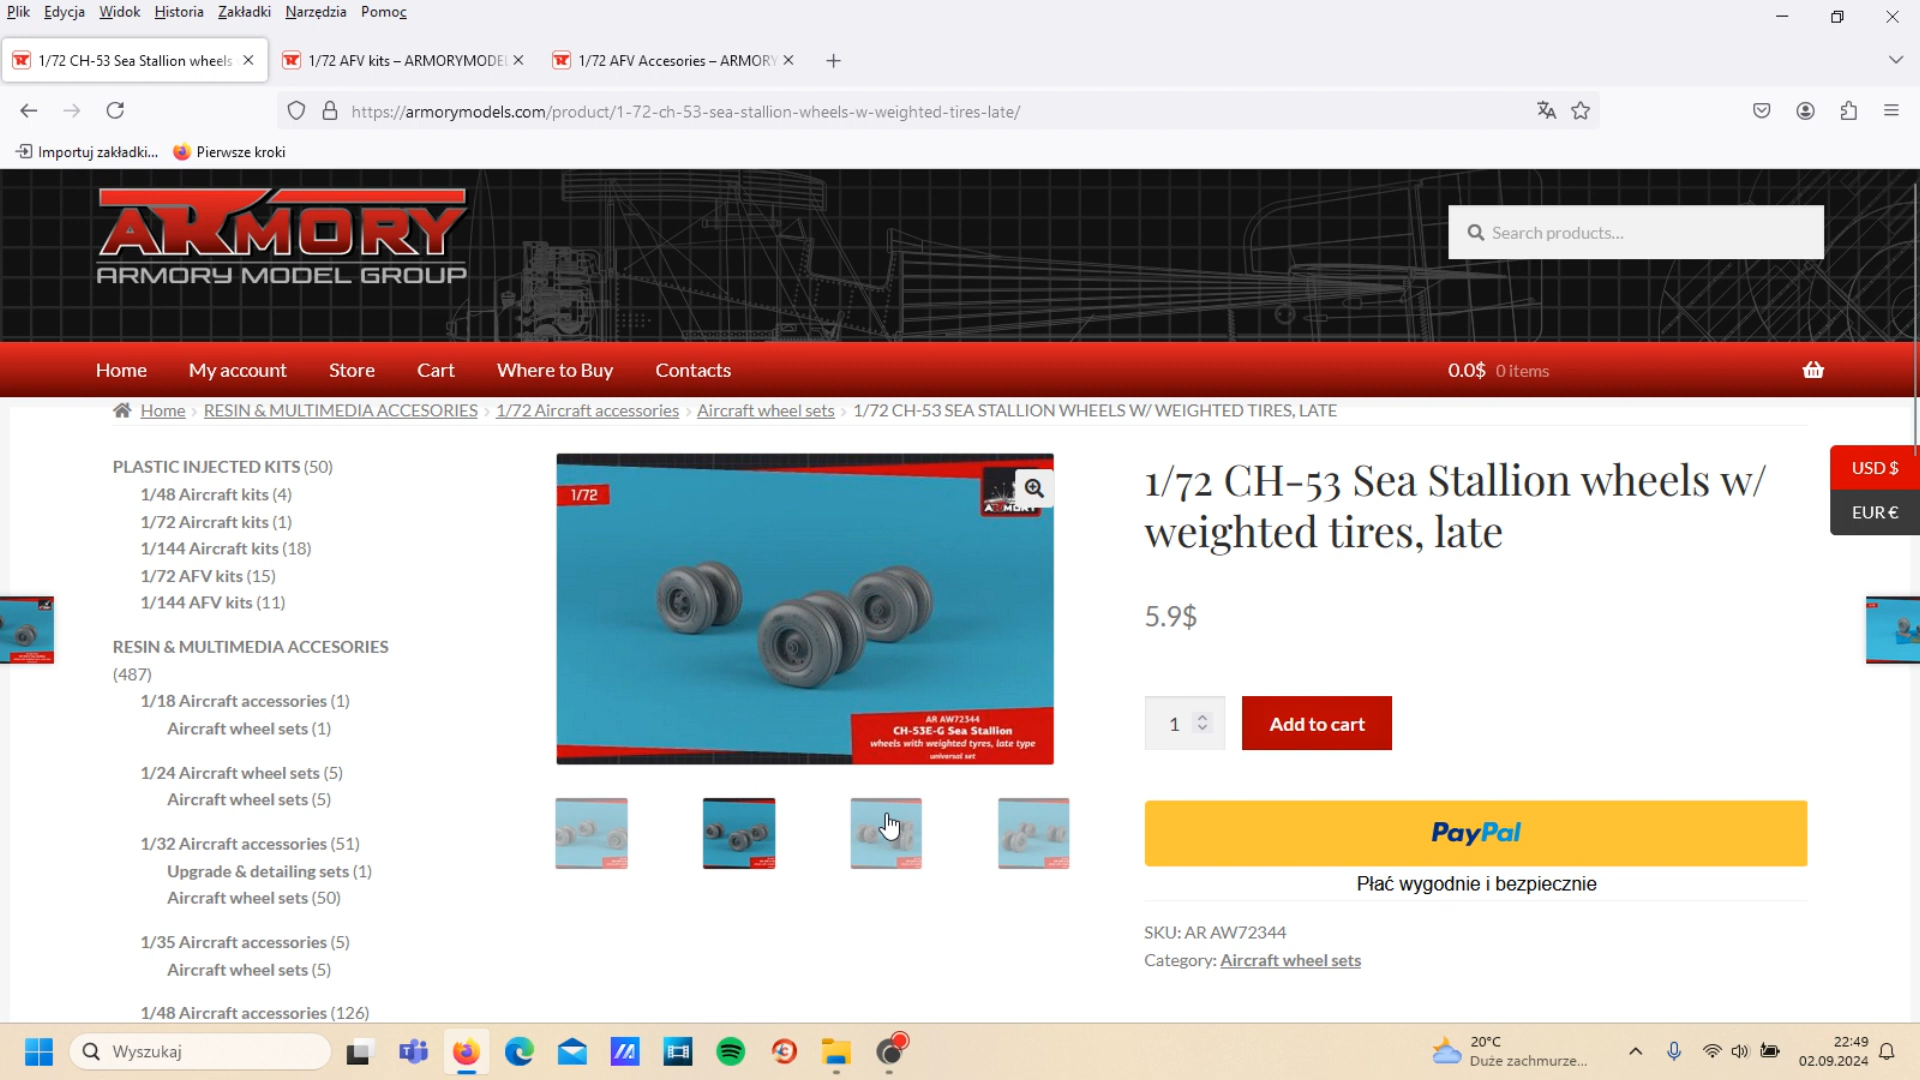 Plik Edycja Widok Historia Zakładki Narzędzia Pomoc
1/72 CH-53 Sea Stallion wheels
1/72 AFV kits – ARMORYMODEL
1/72 AFV Accesories – ARMORY
https://armorymodels.com/product/1-72-ch-53-sea-stallion-wheels-w-weighted-tires-late/
Importuj zakładki... Pierwsze kroki
ARMORY
ARMORY MODEL GROUP
Search products...
Home My account Store Cart Where to Buy Contacts
0.0$ 0 items
Home › RESIN & MULTIMEDIA ACCESORIES › 1/72 Aircraft accessories › Aircraft wheel sets › 1/72 CH-53 SEA STALLION WHEELS W/ WEIGHTED TIRES, LATE
PLASTIC INJECTED KITS (50)
1/48 Aircraft kits (4)
1/72 Aircraft kits (1)
1/144 Aircraft kits (18)
1/72 AFV kits (15)
1/144 AFV kits (11)
RESIN & MULTIMEDIA ACCESORIES
(487)
1/18 Aircraft accessories (1)
Aircraft wheel sets (1)
1/24 Aircraft wheel sets (5)
Aircraft wheel sets (5)
1/32 Aircraft accessories (51)
Upgrade & detailing sets (1)
Aircraft wheel sets (50)
1/35 Aircraft accessories (5)
Aircraft wheel sets (5)
1/48 Aircraft accessories (126)
1/72
ARMORY
AR AW72344
CH-53E-G Sea Stallion
wheels with weighted tyres, late type
universal set
1/72 CH-53 Sea Stallion wheels w/
weighted tires, late
5.9$
1
Add to cart
PayPal
Płać wygodnie i bezpiecznie
SKU: AR AW72344
Category: Aircraft wheel sets
USD $
EUR €
Wyszukaj
20°C
Duże zachmurze...
22:49
02.09.2024